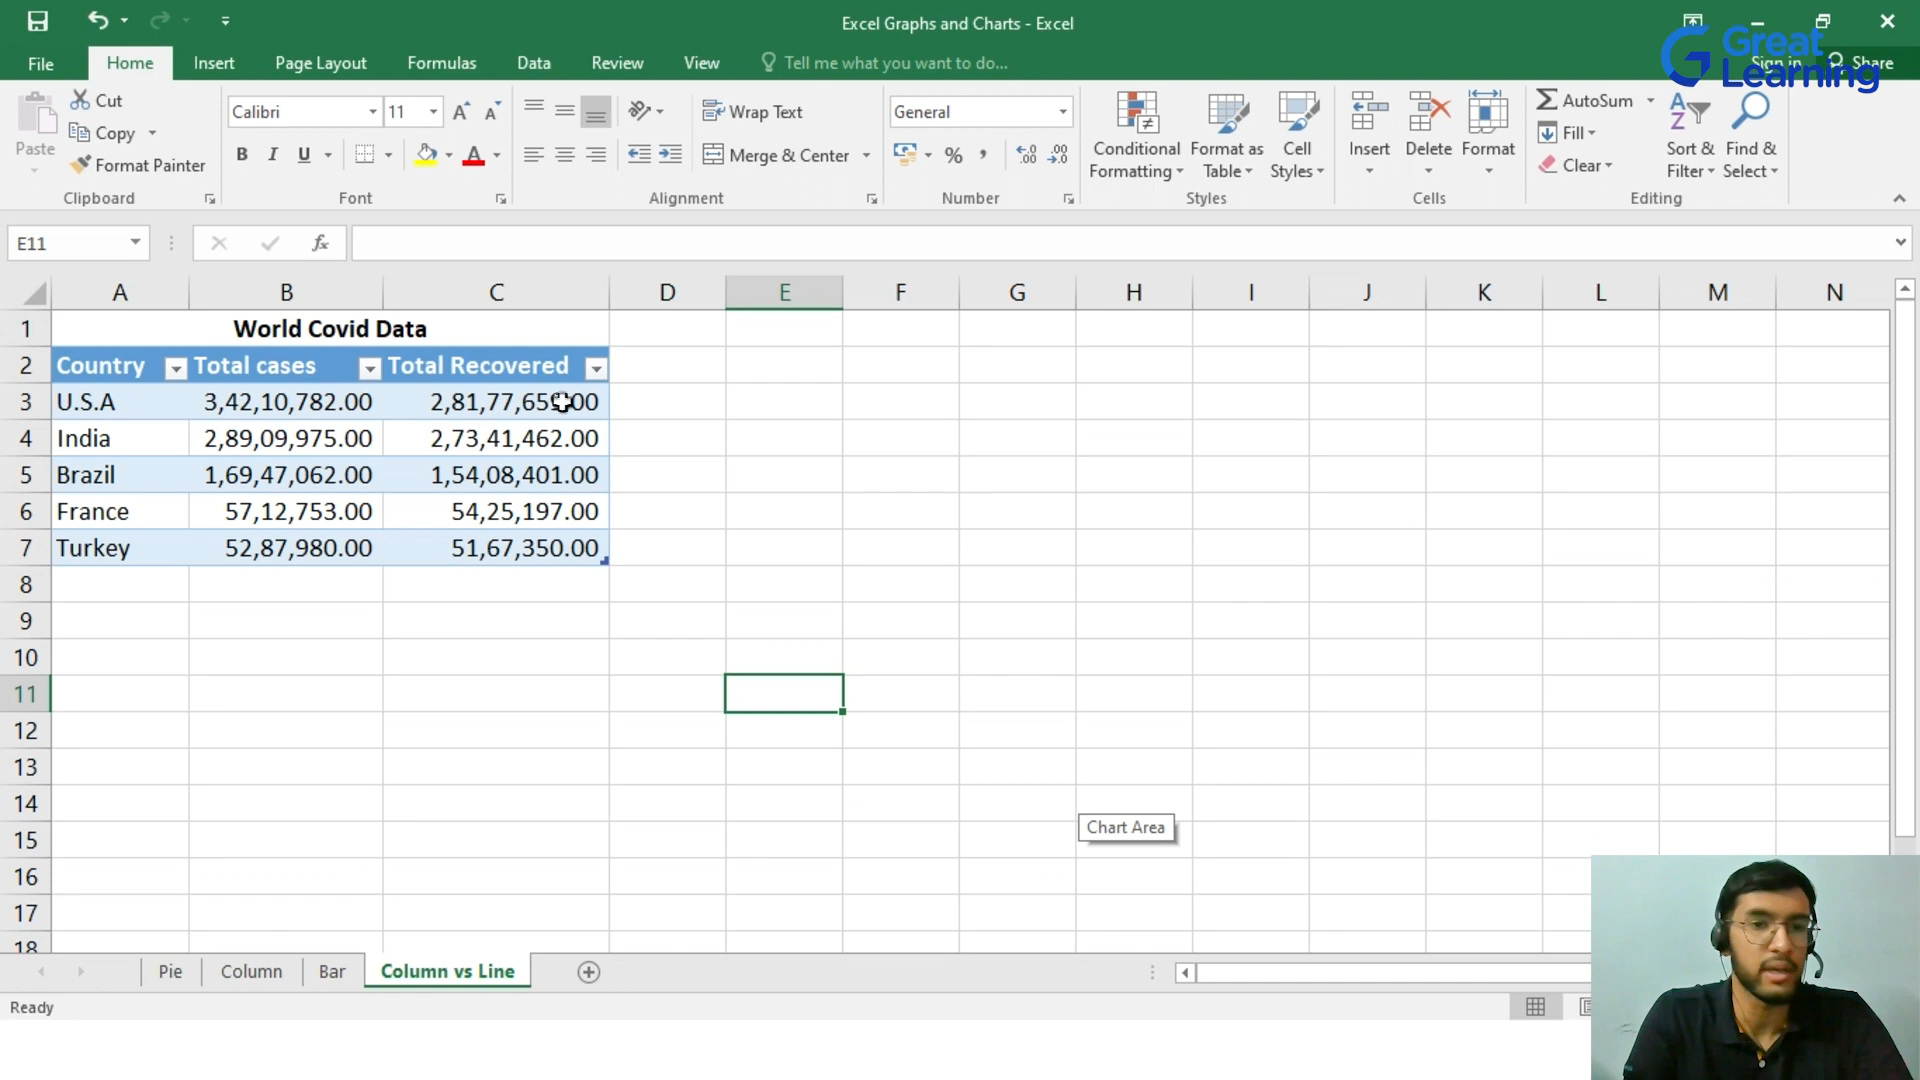 Excel Graphs and Charts - Excel
Great Learning
File Home Insert Page Layout Formulas Data Review View Tell me what you want to do... Sign in Share
Paste
Cut
Copy
Format Painter
Clipboard
Calibri 11
B I U A
Font
Wrap Text
Merge & Center
Alignment
General
%
Number
Conditional Formatting
Format as Table
Cell Styles
Styles
Insert Delete Format
Cells
AutoSum
Fill
Clear
Sort & Filter
Find & Select
Editing
E11 fx
A B C D E F G H I J K L M N
1 World Covid Data
2 Country Total cases Total Recovered
3 U.S.A 3,42,10,782.00
4 India 2,89,09,975.00 2,73,41,462.00
5 Brazil 1,69,47,062.00 1,54,08,401.00
6 France 57,12,753.00 54,25,197.00
7 Turkey 52,87,980.00 51,67,350.00
8
9
10
11
12
13
14
Chart Area
15
16
17
18
Pie Column Bar Column vs Line
Ready